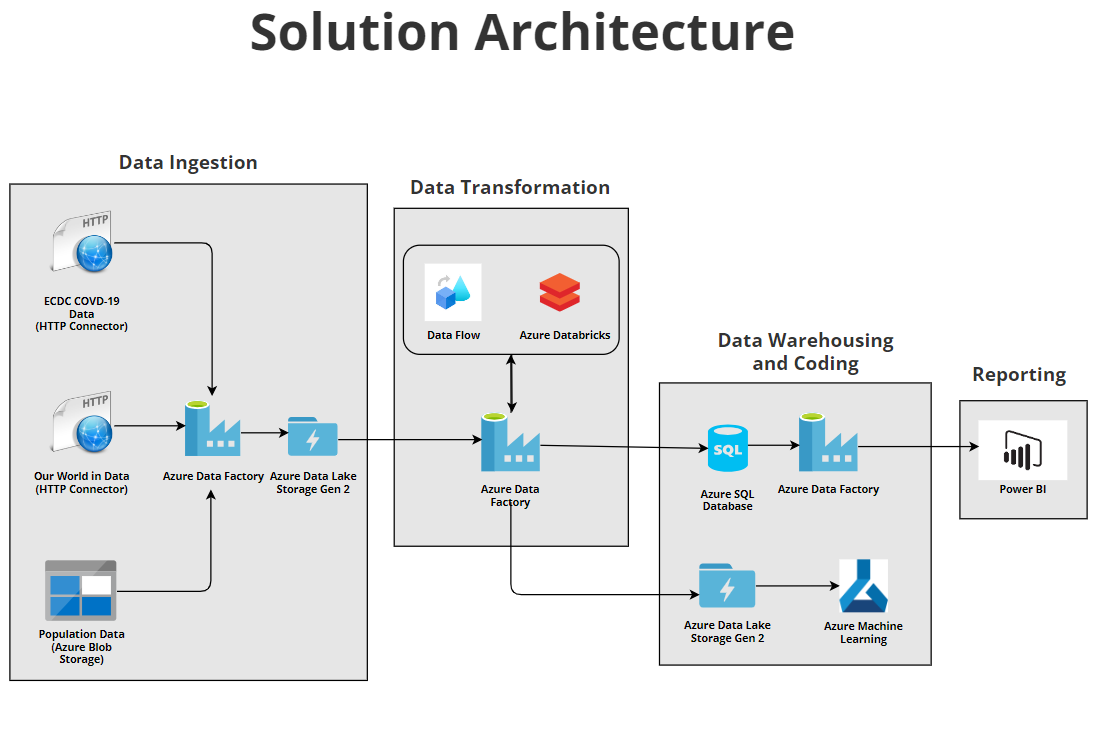 Solution Architecture
Data Ingestion
HTTP
ECDC COVD-19
Data
(HTTP Connector)
HTTP
Our World in Data
(HTTP Connector)
Azure Data Factory
Azure Data Lake
Storage Gen 2
Population Data
(Azure Blob
Storage)
Data Transformation
Data Flow
Azure Databricks
Azure Data
Factory
Data Warehousing
and Coding
SQL
Azure SQL
Database
Azure Data Factory
Azure Data Lake
Storage Gen 2
Azure Machine
Learning
Reporting
Power BI